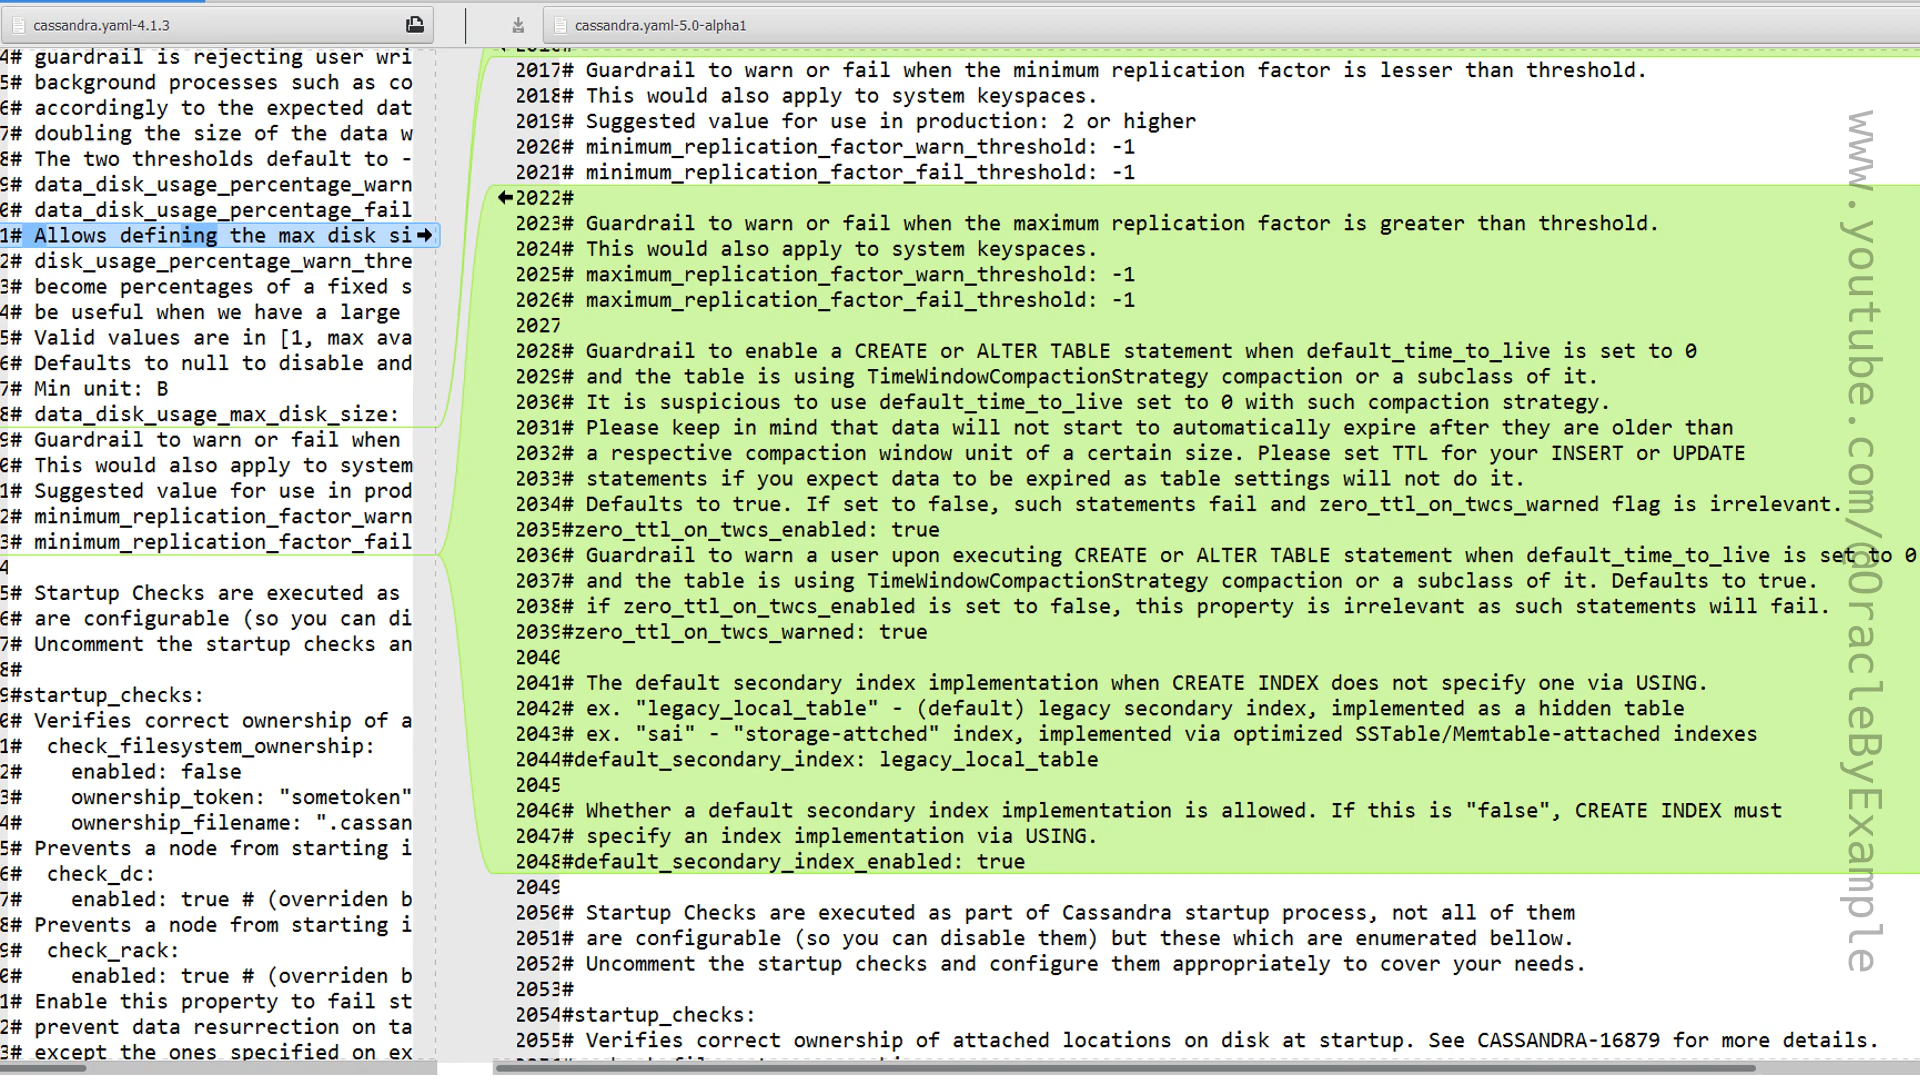 cassandra.yaml-4.1.3
4# guardrail is rejecting user wri
5# background processes such as co
6# accordingly to the expected dat
7# doubling the size of the data w
8# The two thresholds default to -
9# data_disk_usage_percentage_warn
0# data_disk_usage_percentage_fail
1# Allows defining the max disk si
2# disk_usage_percentage_warn_thre
3# become percentages of a fixed s
4# be useful when we have a large
5# Valid values are in [1, max ava
6# Defaults to null to disable and
7# Min unit: B
8# data_disk_usage_max_disk_size:
9# Guardrail to warn or fail when
0# This would also apply to system
1# Suggested value for use in prod
2# minimum_replication_factor_warn
3# minimum_replication_factor_fail
4
5# Startup Checks are executed as
6# are configurable (so you can di
7# Uncomment the startup checks an
8#
9#startup_checks:
0# Verifies correct ownership of a
1#  check_filesystem_ownership:
2#    enabled: false
3#    ownership_token: "sometoken"
4#    ownership_filename: ".cassan
5# Prevents a node from starting i
6#  check_dc:
7#    enabled: true # (overriden b
8# Prevents a node from starting i
9#  check_rack:
0#    enabled: true # (overriden b
1# Enable this property to fail st
2# prevent data resurrection on ta
3# except the ones specified on ex
cassandra.yaml-5.0-alpha1
2017# Guardrail to warn or fail when the minimum replication factor is lesser than threshold.
2018# This would also apply to system keyspaces.
2019# Suggested value for use in production: 2 or higher
2020# minimum_replication_factor_warn_threshold: -1
2021# minimum_replication_factor_fail_threshold: -1
2022#
2023# Guardrail to warn or fail when the maximum replication factor is greater than threshold.
2024# This would also apply to system keyspaces.
2025# maximum_replication_factor_warn_threshold: -1
2026# maximum_replication_factor_fail_threshold: -1
2027
2028# Guardrail to enable a CREATE or ALTER TABLE statement when default_time_to_live is set to 0
2029# and the table is using TimeWindowCompactionStrategy compaction or a subclass of it.
2030# It is suspicious to use default_time_to_live set to 0 with such compaction strategy.
2031# Please keep in mind that data will not start to automatically expire after they are older than
2032# a respective compaction window unit of a certain size. Please set TTL for your INSERT or UPDATE
2033# statements if you expect data to be expired as table settings will not do it.
2034# Defaults to true. If set to false, such statements fail and zero_ttl_on_twcs_warned flag is irrelevant.
2035#zero_ttl_on_twcs_enabled: true
2036# Guardrail to warn a user upon executing CREATE or ALTER TABLE statement when default_time_to_live is set to 0
2037# and the table is using TimeWindowCompactionStrategy compaction or a subclass of it. Defaults to true.
2038# if zero_ttl_on_twcs_enabled is set to false, this property is irrelevant as such statements will fail.
2039#zero_ttl_on_twcs_warned: true
2040
2041# The default secondary index implementation when CREATE INDEX does not specify one via USING.
2042# ex. "legacy_local_table" - (default) legacy secondary index, implemented as a hidden table
2043# ex. "sai" - "storage-attched" index, implemented via optimized SSTable/Memtable-attached indexes
2044#default_secondary_index: legacy_local_table
2045
2046# Whether a default secondary index implementation is allowed. If this is "false", CREATE INDEX must
2047# specify an index implementation via USING.
2048#default_secondary_index_enabled: true
2049
2050# Startup Checks are executed as part of Cassandra startup process, not all of them
2051# are configurable (so you can disable them) but these which are enumerated bellow.
2052# Uncomment the startup checks and configure them appropriately to cover your needs.
2053#
2054#startup_checks:
2055# Verifies correct ownership of attached locations on disk at startup. See CASSANDRA-16879 for more details.
www.youtube.com/@OracleByExample